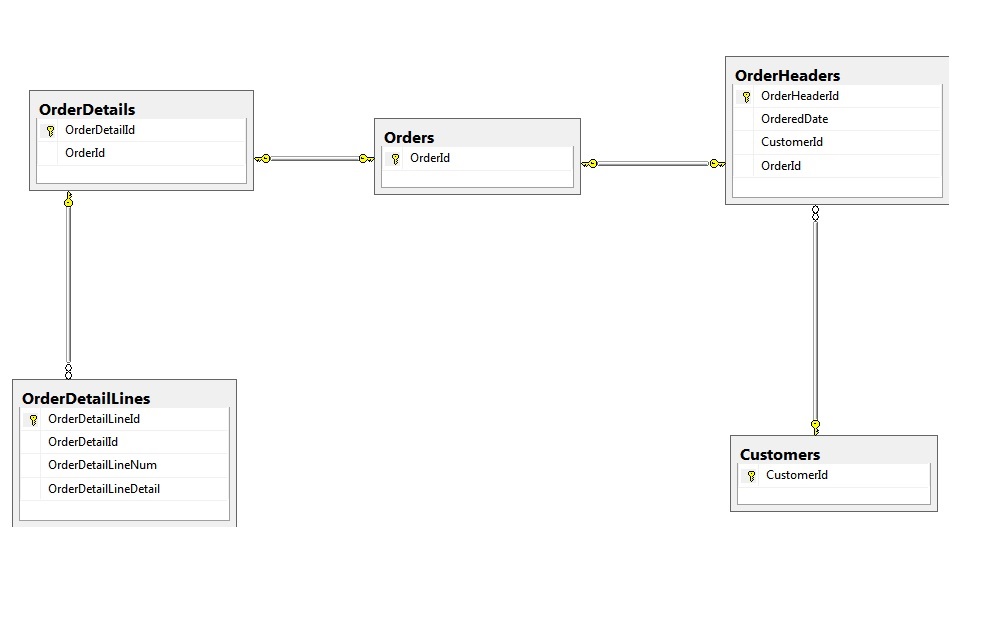 OrderDetails
OrderDetailId
OrderId
Orders
OrderId
OrderHeaders
OrderHeaderId
OrderedDate
CustomerId
OrderId
OrderDetailLines
OrderDetailLineId
OrderDetailId
OrderDetailLineNum
OrderDetailLineDetail
Customers
CustomerId